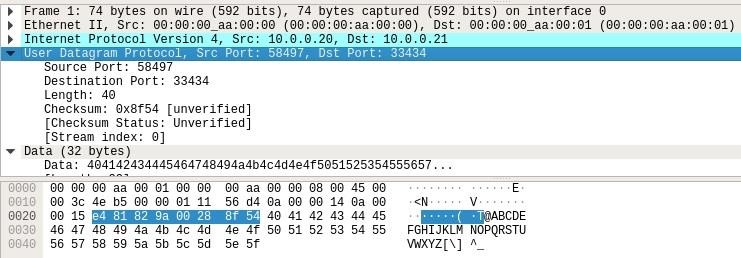 Frame 1: 74 bytes on wire (592 bits), 74 bytes captured (592 bits) on interface 0
Ethernet II, Src: 00:00:00_aa:00:00 (00:00:00:aa:00:00), Dst: 00:00:00_aa:00:01 (00:00:00:aa:00:01)
Internet Protocol Version 4, Src: 10.0.0.20, Dst: 10.0.0.21
User Datagram Protocol, Src Port: 58497, Dst Port: 33434
Source Port: 58497
Destination Port: 33434
Length: 40
Checksum: 0x8f54 [unverified]
[Checksum Status: Unverified]
[Stream index: 0]
Data (32 bytes)
Data: 404142434445464748494a4b4c4d4e4f5051525354555657...
0000 00 00 00 aa 00 01 00 00 00 aa 00 00 08 00 45 00 ········ ······E·
0010 00 3c 4e b5 00 00 01 11 56 d4 0a 00 00 14 0a 00 ·<N····· V·······
0020 00 15 e4 81 82 9a 00 28 8f 54 40 41 42 43 44 45 ·······( ·T@ABCDE
0030 46 47 48 49 4a 4b 4c 4d 4e 4f 50 51 52 53 54 55 FGHIJKLM NOPQRSTU
0040 56 57 58 59 5a 5b 5c 5d 5e 5f VWXYZ[\] ^_